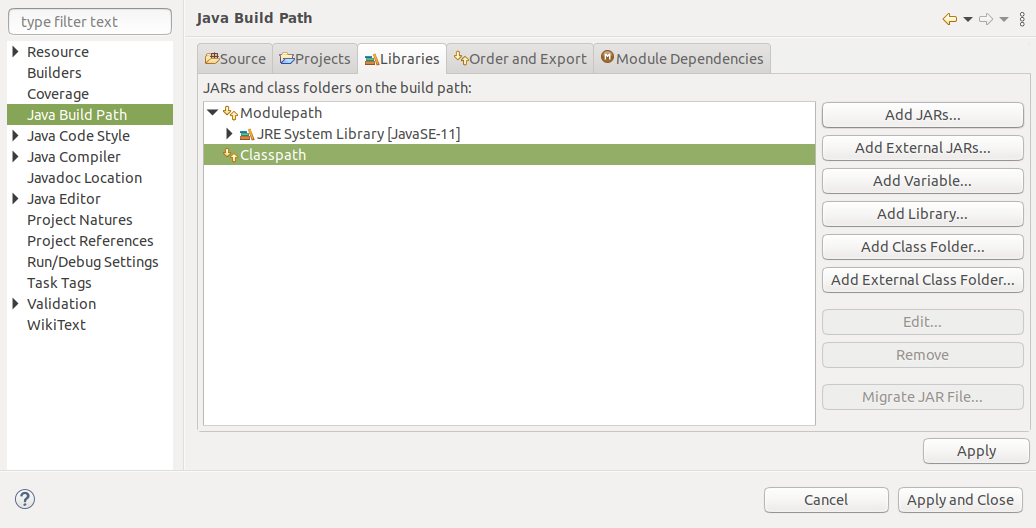 type filter text
Resource
Builders
Coverage
Java Build Path
Java Code Style
Java Compiler
Javadoc Location
Java Editor
Project Natures
Project References
Run/Debug Settings
Task Tags
Validation
WikiText
Java Build Path
Source Projects Libraries Order and Export Module Dependencies
JARs and class folders on the build path:
Modulepath
JRE System Library [JavaSE-11]
Classpath
Add JARs...
Add External JARs...
Add Variable...
Add Library...
Add Class Folder...
Add External Class Folder...
Edit...
Remove
Migrate JAR File...
Apply
Cancel Apply and Close